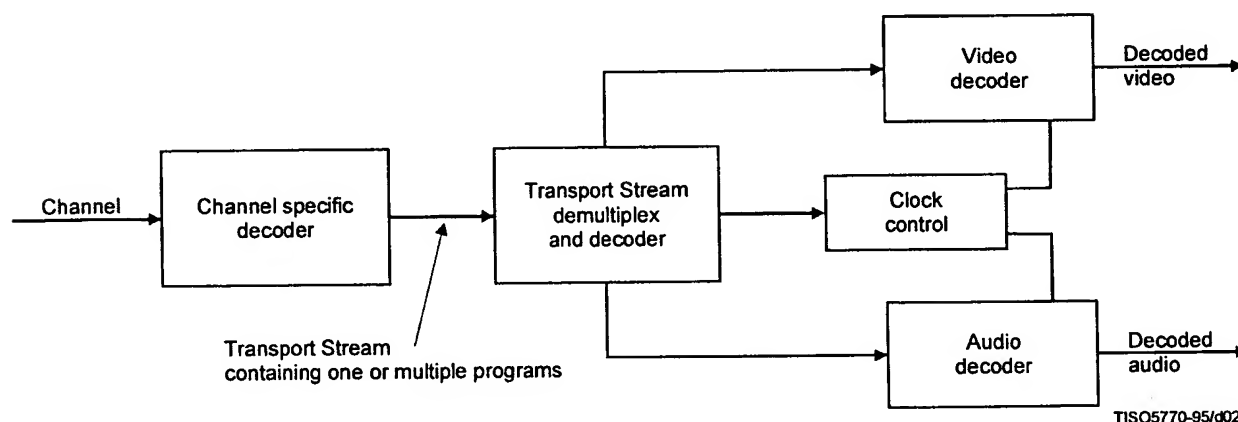 Channel
Channel specific
decoder
Transport Stream
containing one or multiple programs
Transport Stream
demultiplex
and decoder
Video
decoder
Clock
control
Audio
decoder
Decoded
video
Decoded
audio
TISO5770-95/d02